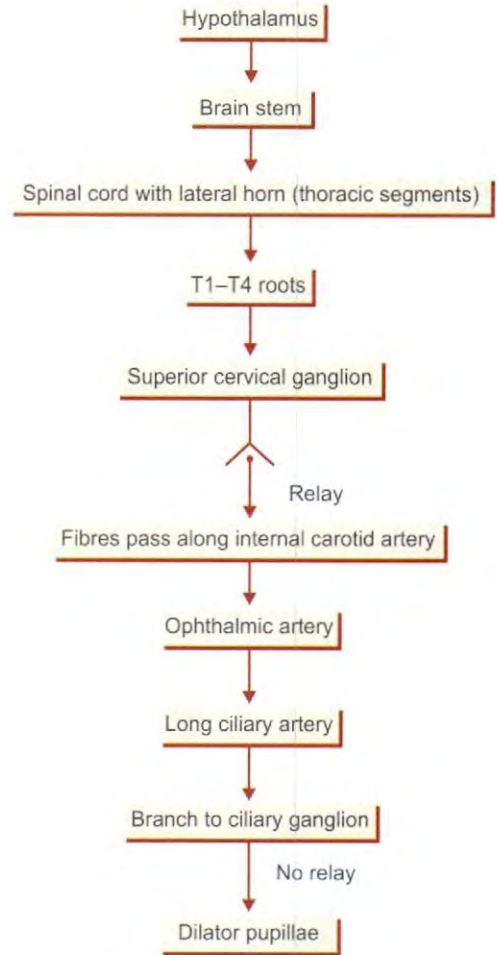 Hypothalamus
Brain stem
Spinal cord with lateral horn (thoracic segments)
T1–T4 roots
Superior cervical ganglion
Relay
Fibres pass along internal carotid artery
Ophthalmic artery
Long ciliary artery
Branch to ciliary ganglion
No relay
Dilator pupillae